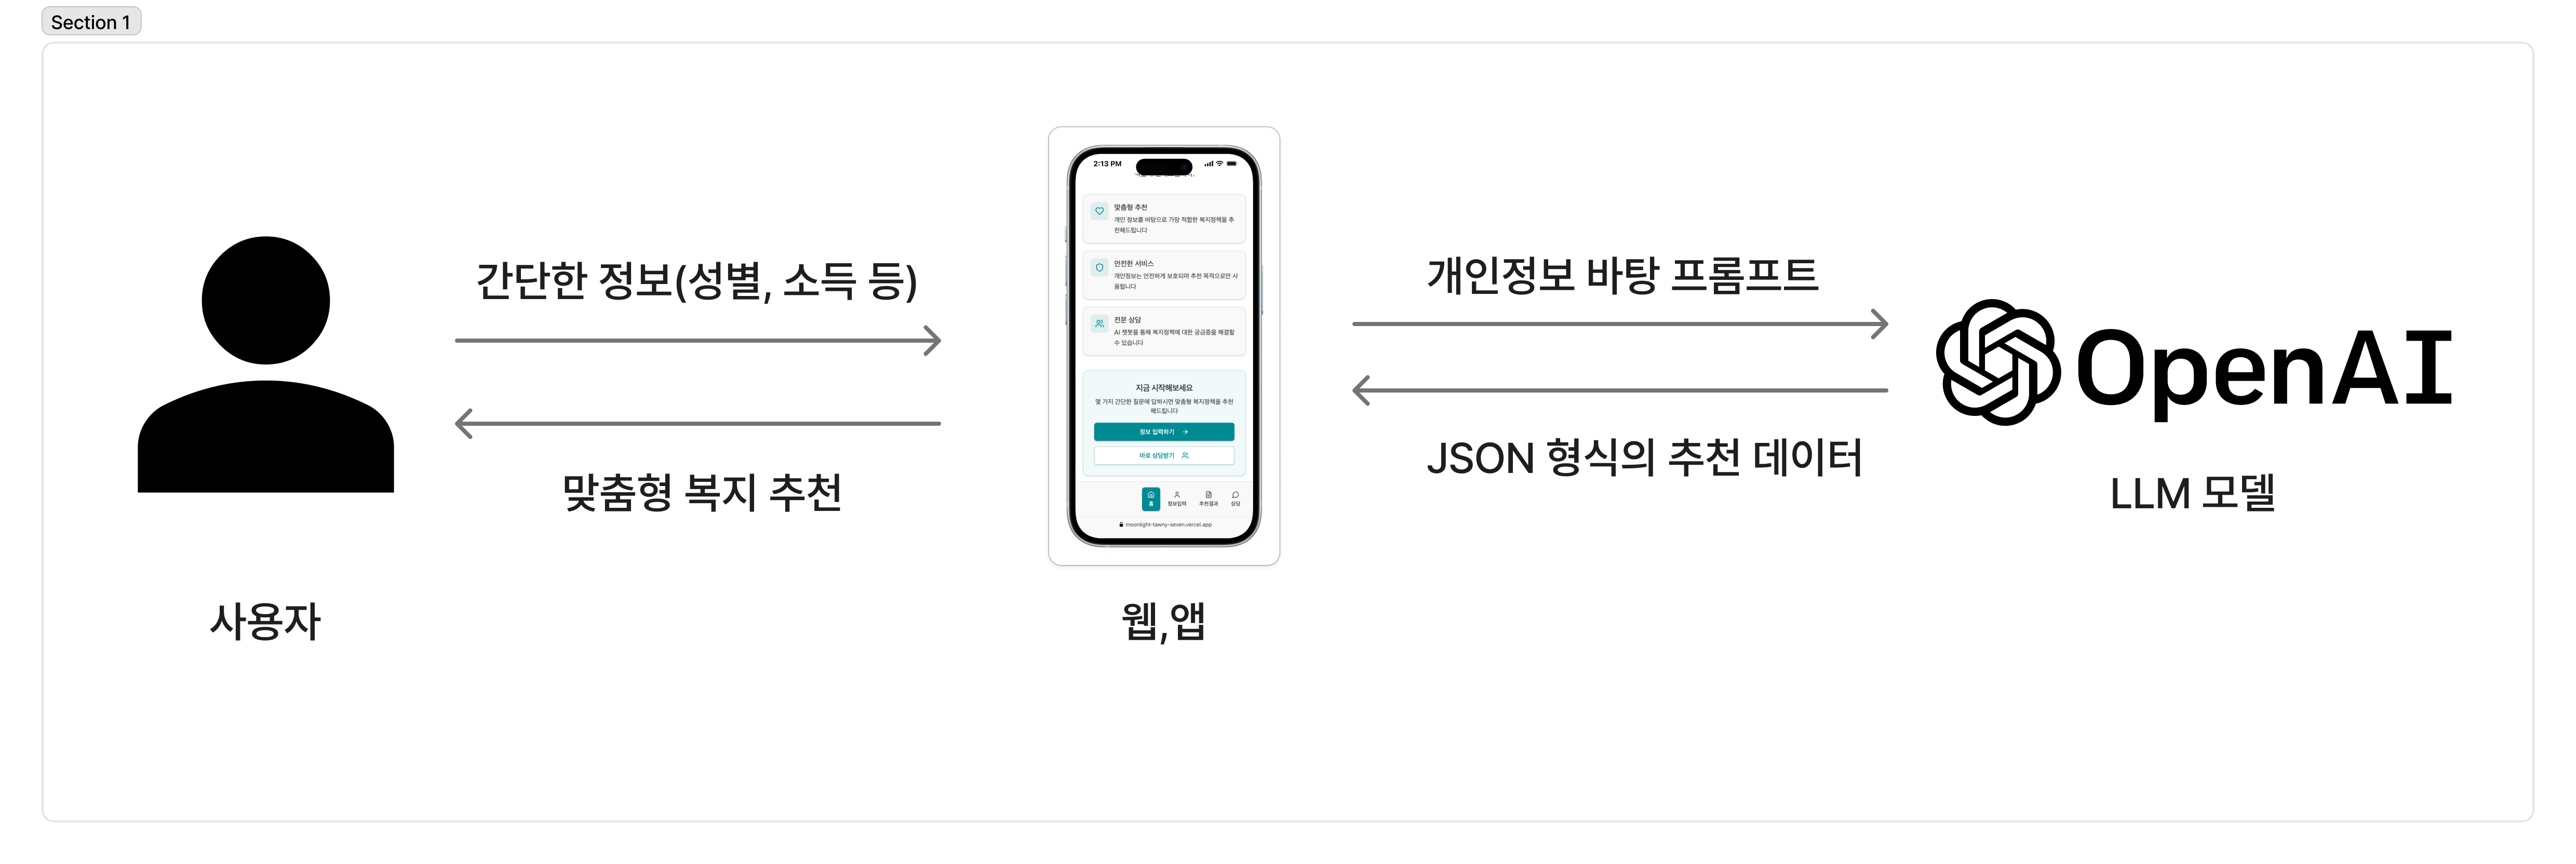 Section 1
간단한 정보(성별, 소득 등)
맞춤형 복지 추천
사용자
2:13 PM
맞춤형 추천
개인 정보를 바탕으로 가장 적합한 복지정책을 추
천해드립니다
안전한 서비스
개인정보는 안전하게 보호되며 추천 목적으로만 사
용됩니다
전문 상담
AI 챗봇을 통해 복지정책에 대한 궁금증을 해결할
수 있습니다
지금 시작해보세요
몇 가지 간단한 질문에 답하시면 맞춤형 복지정책을 추천
해드립니다
정보 입력하기 →
바로 상담받기
홈 정보입력 추천결과 상담
moonlight-tawny-seven.vercel.app
웹,앱
개인정보 바탕 프롬프트
JSON 형식의 추천 데이터
OpenAI
LLM 모델